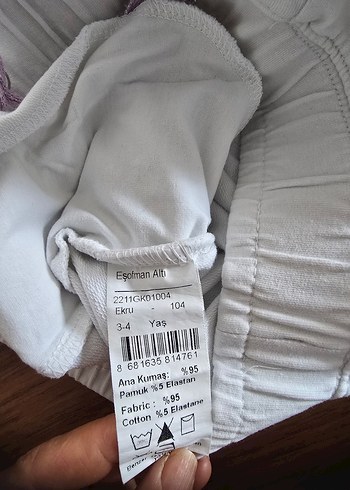 Eşofman Altı
2211GK01004
Ekru - 104
3-4 Yaş
8 681635 814761
Ana Kumaş: %95
Pamuk %5 Elastan
Fabric : %95
Cotton %5 Elastane
Benzer